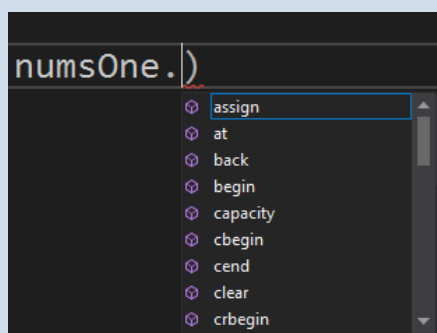 numsOne.)
assign
at
back
begin
capacity
cbegin
cend
clear
crbegin